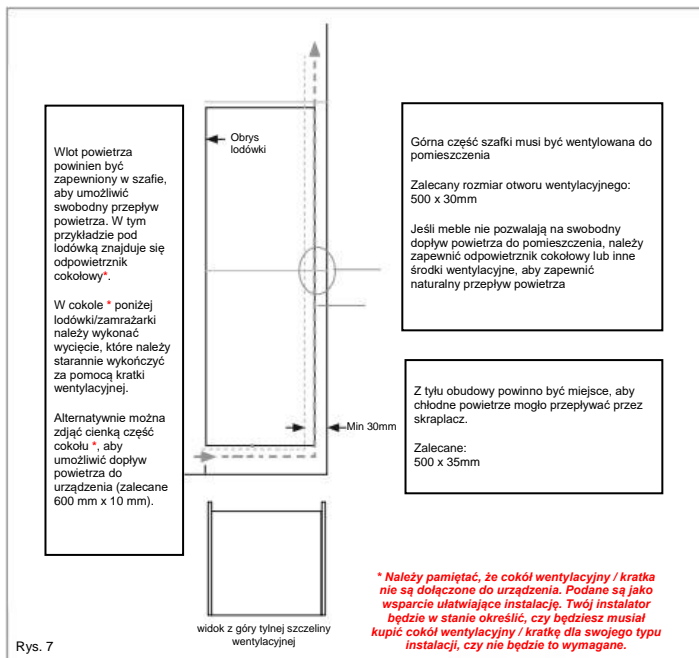 Wlot powietrza
powinien być
zapewniony w szafie,
aby umożliwić
swobodny przepływ
powietrza. W tym
przykładzie pod
lodówką znajduje się
odpowietrznik
cokołowy*.
W cokole * poniżej
lodówki/zamrażarki
należy wykonać
wycięcie, które należy
starannie wykończyć
za pomocą kratki
wentylacyjnej.
Alternatywnie można
zdjąć cienką część
cokołu *, aby
umożliwić dopływ
powietrza do
urządzenia (zalecane
600 mm x 10 mm).
Obrys
lodówki
Min 30mm
Górna część szafki musi być wentylowana do
pomieszczenia
Zalecany rozmiar otworu wentylacyjnego:
500 x 30mm
Jeśli meble nie pozwalają na swobodny
dopływ powietrza do pomieszczenia, należy
zapewnić odpowietrznik cokołowy lub inne
środki wentylacyjne, aby zapewnić
naturalny przepływ powietrza
Z tyłu obudowy powinno być miejsce, aby
chłodne powietrze mogło przepływać przez
skraplacz.
Zalecane:
500 x 35mm
widok z góry tylnej szczeliny
wentylacyjnej
* Należy pamiętać, że cokół wentylacyjny / kratka
nie są dołączone do urządzenia. Podane są jako
wsparcie ułatwiające instalację. Twój instalator
będzie w stanie określić, czy będziesz musiał
kupić cokół wentylacyjny / kratkę dla swojego typu
instalacji, czy nie będzie to wymagane.
Rys. 7